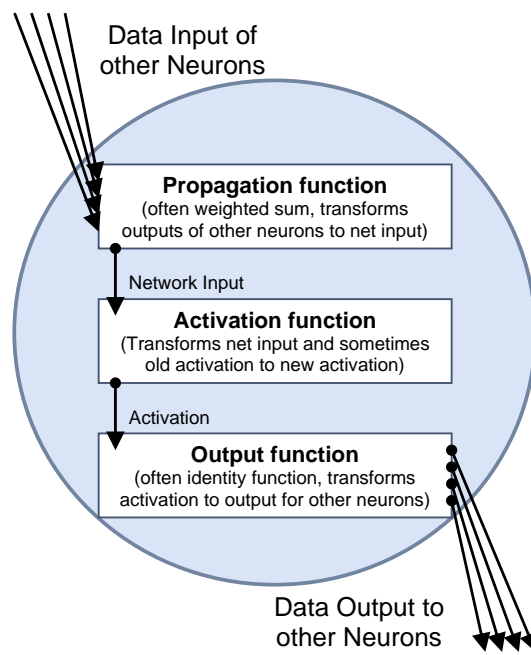 Data Input of
other Neurons
Propagation function
(often weighted sum, transforms
outputs of other neurons to net input)
Network Input
Activation function
(Transforms net input and sometimes
old activation to new activation)
Activation
Output function
(often identity function, transforms
activation to output for other neurons)
Data Output to
other Neurons